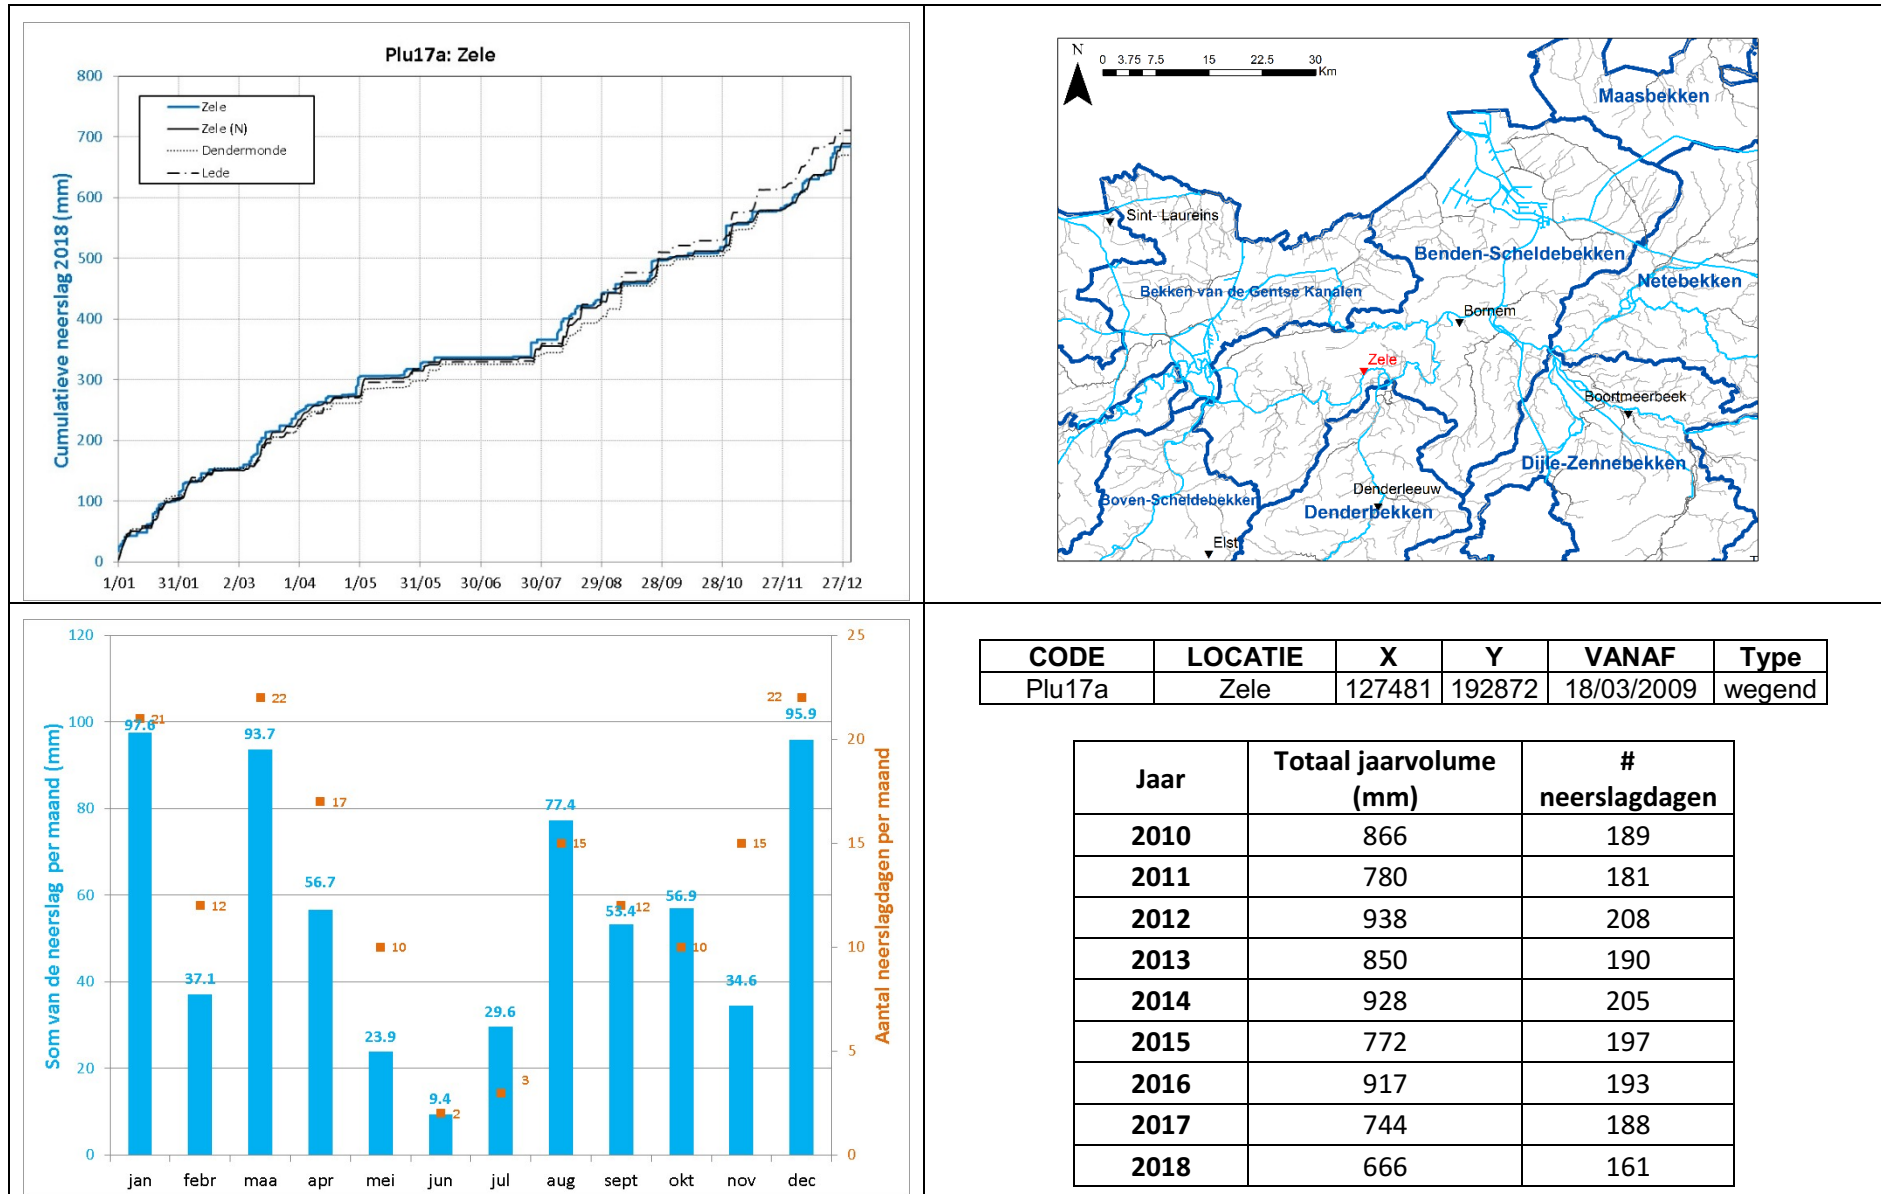 Plu17a: Zele
Cumulatieve neerslag 2018 (mm)
800
700
600
500
400
300
200
100
0
Zele
Zele (N)
Dendermonde
Lede
1/01 31/01 2/03 1/04 1/05 31/05 30/06 30/07 29/08 28/09 28/10 27/11 27/12
N
0 3.75 7.5 15 22.5 30
Km
Maasbekken
Sint- Laureins
Benden-Scheldebekken
Netebekken
Bekken van de Gentse Kanalen
Bornem
Zele
Boortmeerbeek
Dijle-Zennebekken
Denderleeuw
Boven-Scheldebekken
Denderbekken
Elst
Som van de neerslag per maand (mm)
120
100
80
60
40
20
0
Aantal neerslagdagen per maand
25
20
15
10
5
0
97.6 37.1 93.7 56.7 23.9 9.4 29.6 77.4 53.4 56.9 34.6 95.9
21 12 22 17 10 2 3 15 12 10 15 22
jan febr maa apr mei jun jul aug sept okt nov dec
CODE LOCATIE X Y VANAF Type
Plu17a Zele 127481 192872 18/03/2009 wegend
Jaar Totaal jaarvolume (mm) # neerslagdagen
2010 866 189
2011 780 181
2012 938 208
2013 850 190
2014 928 205
2015 772 197
2016 917 193
2017 744 188
2018 666 161